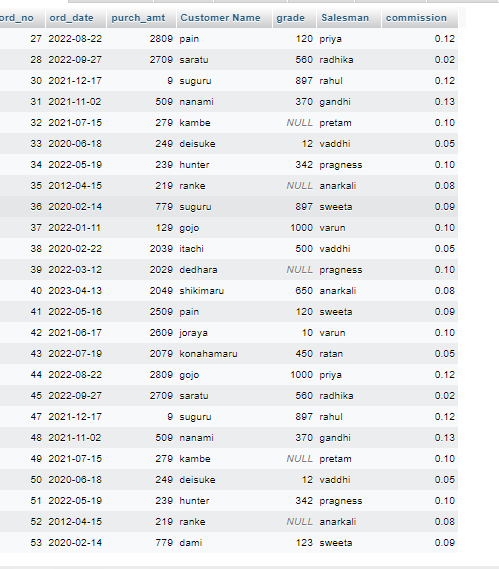 ord_no ord_date purch_amt Customer Name grade Salesman commission
27 2022-08-22 2809 pain 120 priya 0.12
28 2022-09-27 2709 saratu 560 radhika 0.02
30 2021-12-17 9 suguru 897 rahul 0.12
31 2021-11-02 509 nanami 370 gandhi 0.13
32 2021-07-15 279 kambe NULL pretam 0.10
33 2020-06-18 249 deisuke 12 vaddhi 0.05
34 2022-05-19 239 hunter 342 pragness 0.10
35 2012-04-15 219 ranke NULL anarkali 0.08
36 2020-02-14 779 suguru 897 sweeta 0.09
37 2022-01-11 129 gojo 1000 varun 0.10
38 2020-02-22 2039 itachi 500 vaddhi 0.05
39 2022-03-12 2029 dedhara NULL pragness 0.10
40 2023-04-13 2049 shikimaru 650 anarkali 0.08
41 2022-05-16 2509 pain 120 sweeta 0.09
42 2021-06-17 2609 joraya 10 varun 0.10
43 2022-07-19 2079 konahamaru 450 ratan 0.05
44 2022-08-22 2809 gojo 1000 priya 0.12
45 2022-09-27 2709 saratu 560 radhika 0.02
47 2021-12-17 9 suguru 897 rahul 0.12
48 2021-11-02 509 nanami 370 gandhi 0.13
49 2021-07-15 279 kambe NULL pretam 0.10
50 2020-06-18 249 deisuke 12 vaddhi 0.05
51 2022-05-19 239 hunter 342 pragness 0.10
52 2012-04-15 219 ranke NULL anarkali 0.08
53 2020-02-14 779 dami 123 sweeta 0.09